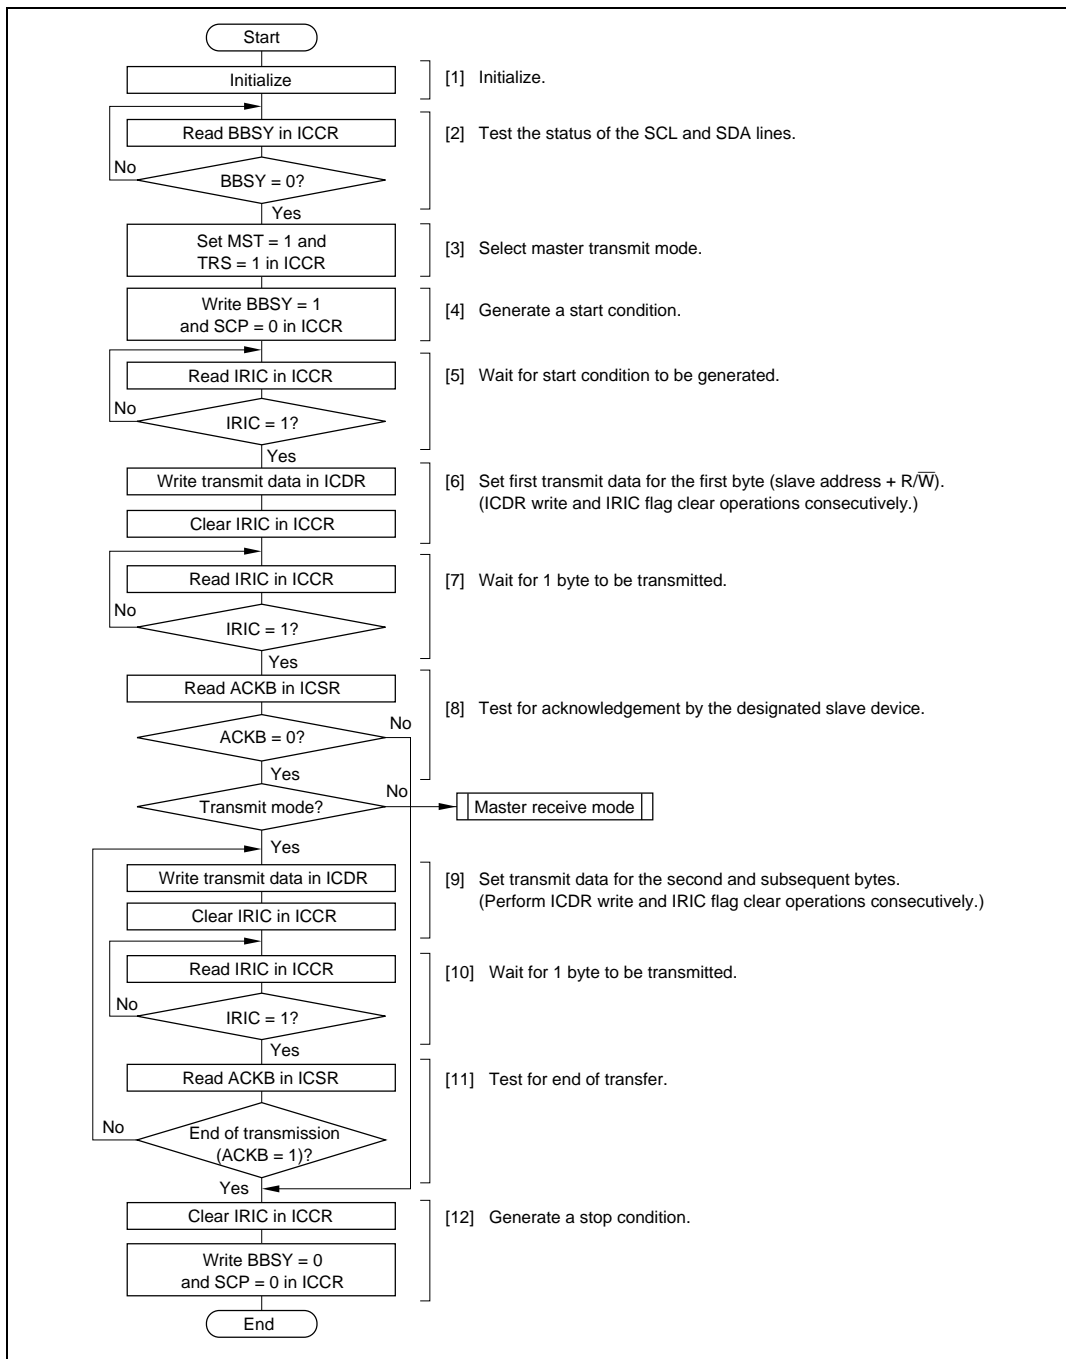 Start
Initialize
[1] Initialize.
Read BBSY in ICCR
[2] Test the status of the SCL and SDA lines.
No
BBSY = 0?
Yes
Set MST = 1 and
TRS = 1 in ICCR
[3] Select master transmit mode.
Write BBSY = 1
and SCP = 0 in ICCR
[4] Generate a start condition.
Read IRIC in ICCR
[5] Wait for start condition to be generated.
No
IRIC = 1?
Yes
Write transmit data in ICDR
[6] Set first transmit data for the first byte (slave address + R/W̅).
(ICDR write and IRIC flag clear operations consecutively.)
Clear IRIC in ICCR
Read IRIC in ICCR
[7] Wait for 1 byte to be transmitted.
No
IRIC = 1?
Yes
Read ACKB in ICSR
[8] Test for acknowledgement by the designated slave device.
No
ACKB = 0?
Yes
No
Transmit mode?
Master receive mode
Yes
Write transmit data in ICDR
[9] Set transmit data for the second and subsequent bytes.
(Perform ICDR write and IRIC flag clear operations consecutively.)
Clear IRIC in ICCR
Read IRIC in ICCR
[10] Wait for 1 byte to be transmitted.
No
IRIC = 1?
Yes
Read ACKB in ICSR
[11] Test for end of transfer.
No
End of transmission
(ACKB = 1)?
Yes
Clear IRIC in ICCR
[12] Generate a stop condition.
Write BBSY = 0
and SCP = 0 in ICCR
End